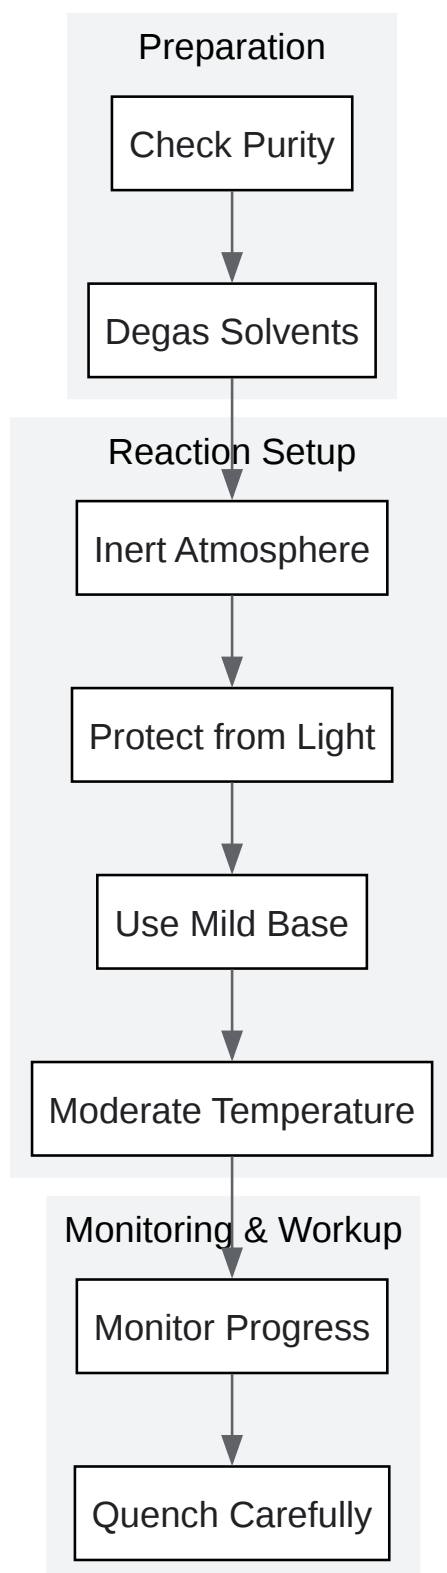 Preparation
Check Purity
Degas Solvents
Reaction Setup
Inert Atmosphere
Protect from Light
Use Mild Base
Moderate Temperature
Monitoring & Workup
Monitor Progress
Quench Carefully